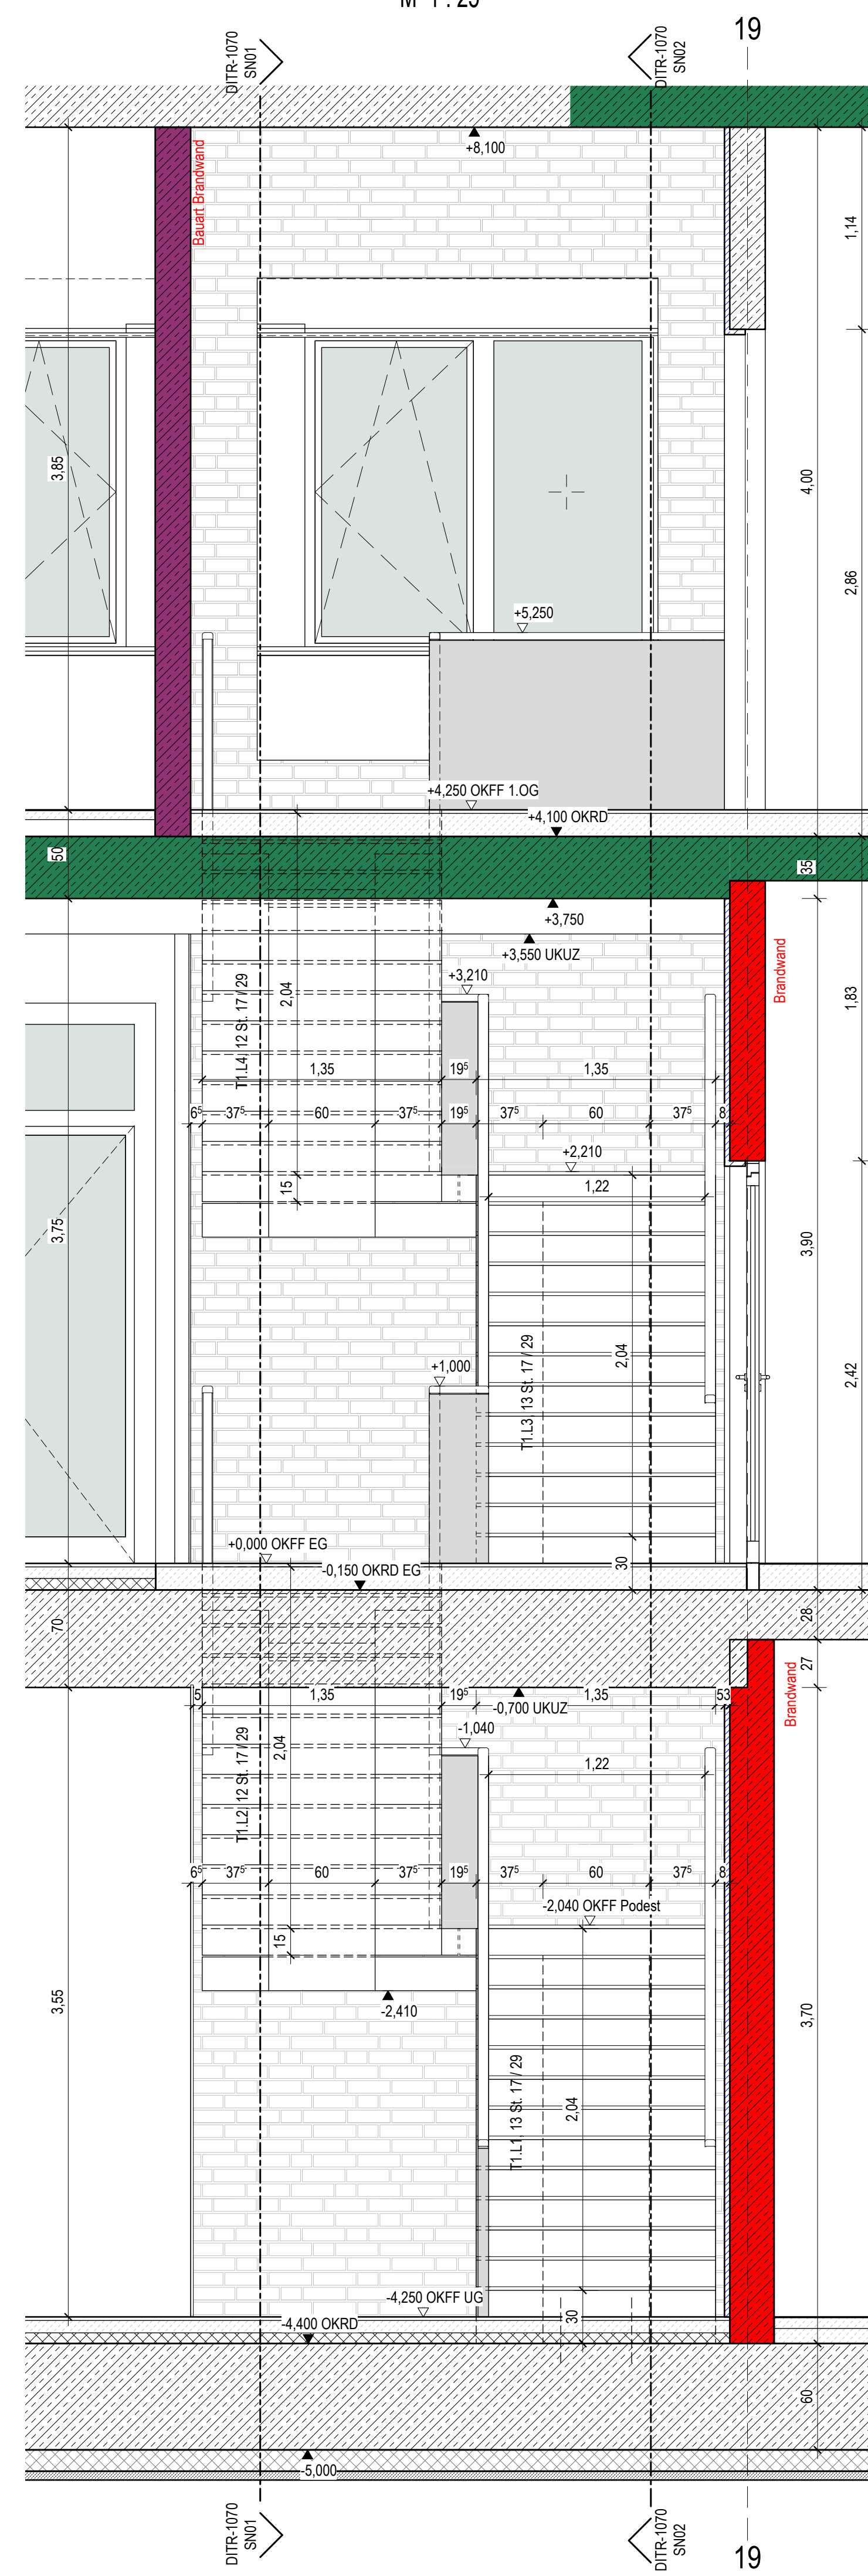 M 1 : 25
19
DITR-1070
SN01
DITR-1070
SN02
+8,100
Bauart Brandwand
1,14
3,85
4,00
2,86
+5,250
+4,250 OKFF 1.OG
+4,100 OKRD
50
35
+3,750
+3,550 UKUZ
Brandwand
+3,210
2,04
T1.L4, 12 St. 17 / 29
1,83
1,35
19⁵
1,35
6⁵
37⁵
60
37⁵
19⁵
37⁵
60
37⁵
8
+2,210
15
1,22
3,75
3,90
2,04
T1.L3, 13 St. 17 / 29
+1,000
2,42
+0,000 OKFF EG
-0,150 OKRD EG
30
70
28
27
Brandwand
5
1,35
19⁵
1,35
53
-0,700 UKUZ
-1,040
2,04
T1.L2, 12 St. 17 / 29
1,22
6⁵
37⁵
60
37⁵
19⁵
37⁵
60
37⁵
8
-2,040 OKFF Podest
15
-2,410
3,55
3,70
2,04
T1.L1, 13 St. 17 / 29
-4,250 OKFF UG
-4,400 OKRD
30
60
-5,000
DITR-1070
SN01
DITR-1070
SN02
19